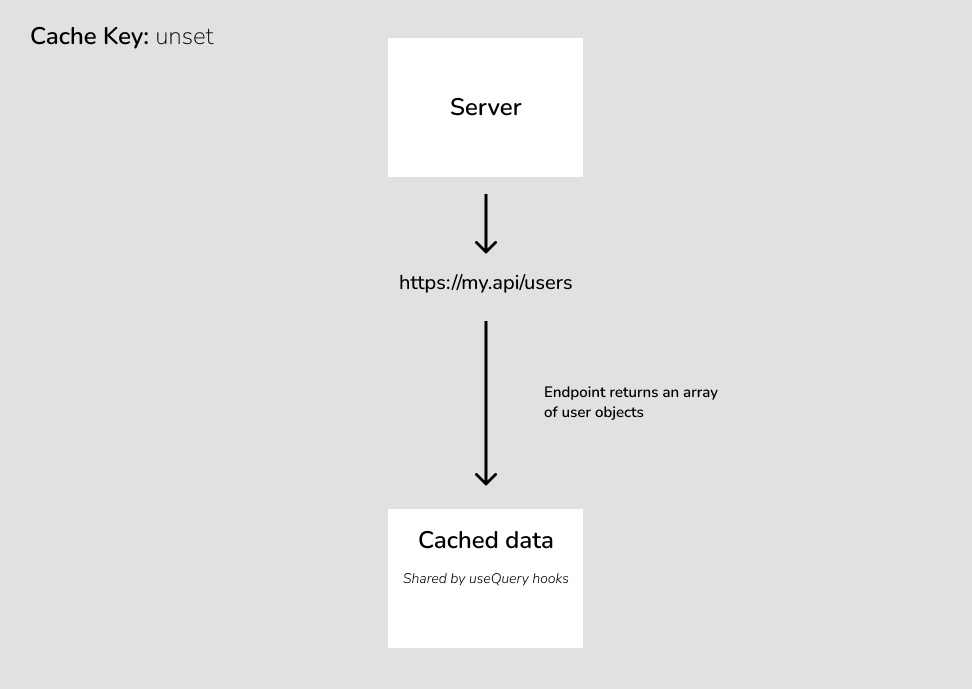 Cache Key: unset
Server
https://my.api/users
Endpoint returns an array
of user objects
Cached data
Shared by useQuery hooks